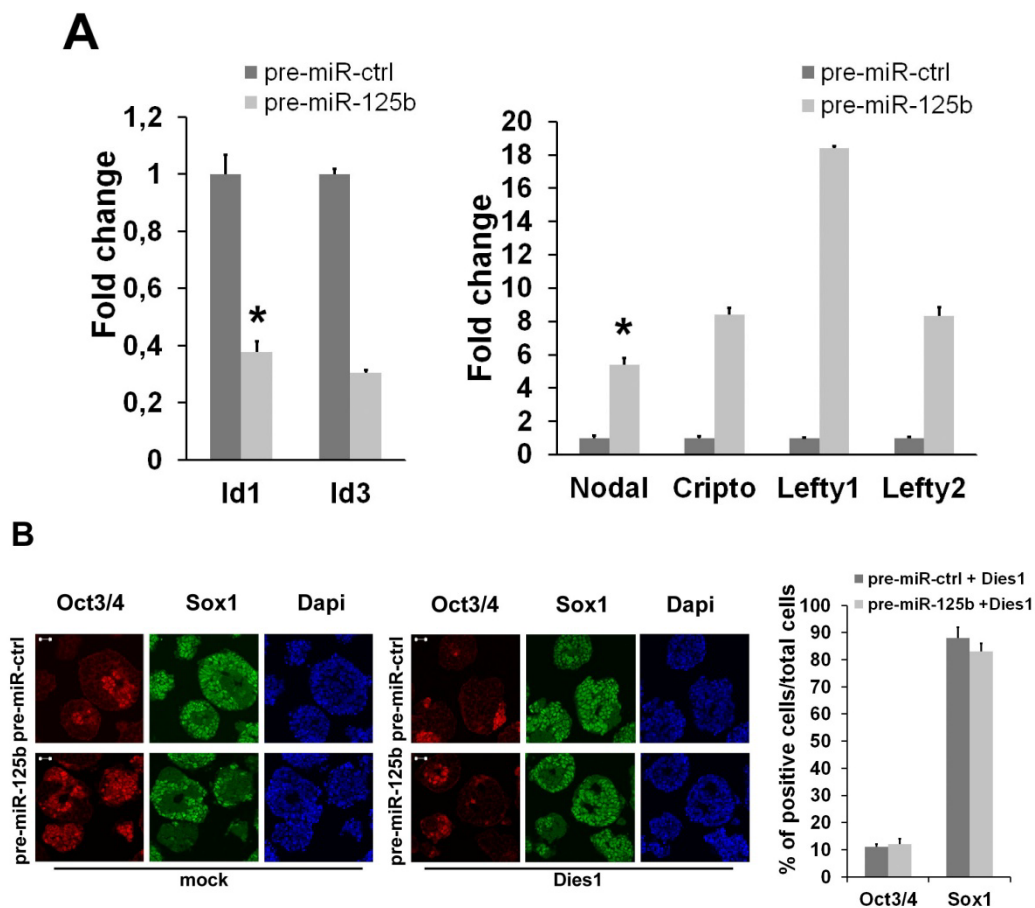 A
pre-miR-ctrl
pre-miR-125b
Fold change
1,2
1
0,8
0,6
0,4
0,2
0
*
Id1 Id3
pre-miR-ctrl
pre-miR-125b
Fold change
20
18
16
14
12
10
8
6
4
2
0
*
Nodal Cripto Lefty1 Lefty2
B
Oct3/4 Sox1 Dapi
pre-miR-ctrl
pre-miR-125b
mock
Oct3/4 Sox1 Dapi
pre-miR-ctrl
pre-miR-125b
Dies1
pre-miR-ctrl + Dies1
pre-miR-125b +Dies1
% of positive cells/total cells
100
90
80
70
60
50
40
30
20
10
0
Oct3/4 Sox1